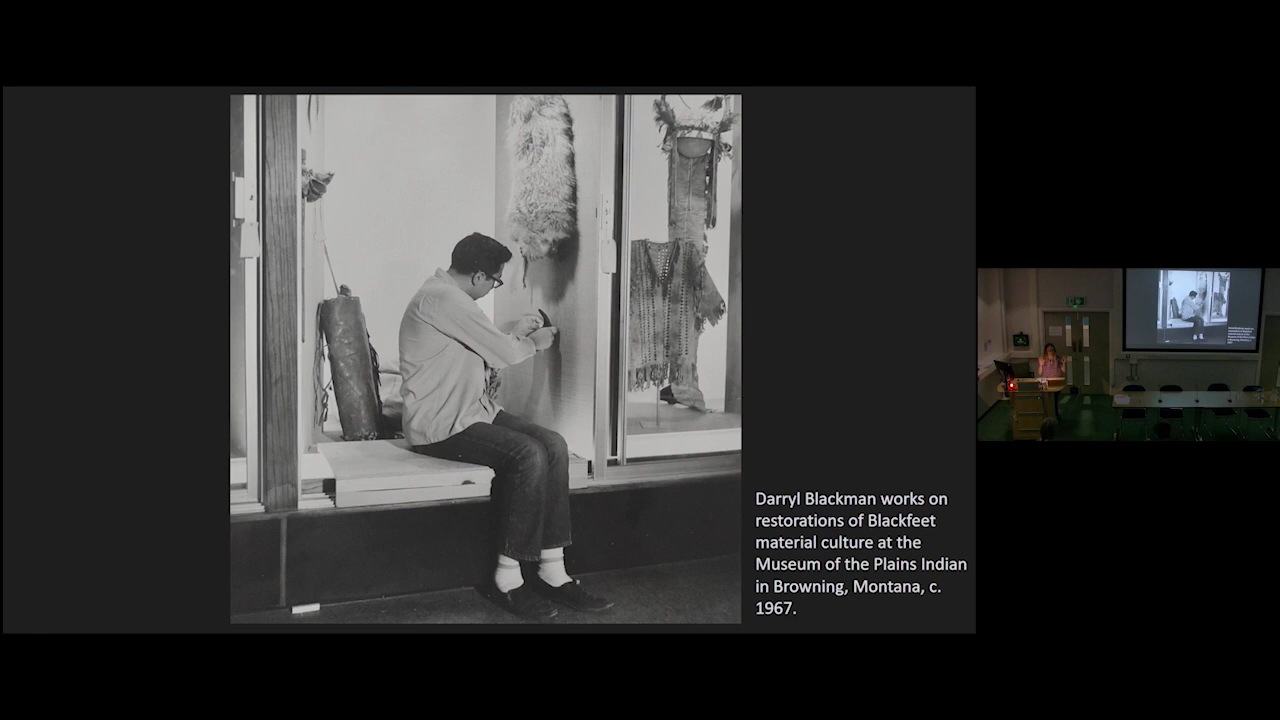 Darryl Blackman works on
restorations of Blackfeet
material culture at the
Museum of the Plains Indian
in Browning, Montana, c.
1967.